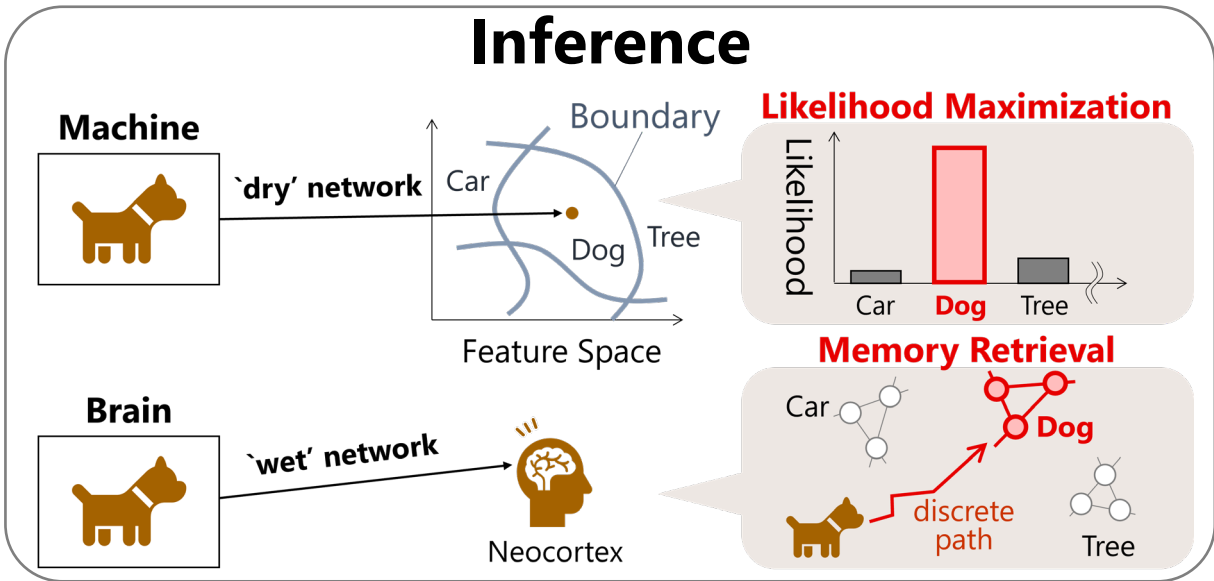 Inference
Machine
`dry’ network
Boundary
Car
Dog
Tree
Feature Space
Likelihood Maximization
Likelihood
Car
Dog
Tree
Brain
`wet’ network
Neocortex
Memory Retrieval
Car
Dog
discrete
path
Tree